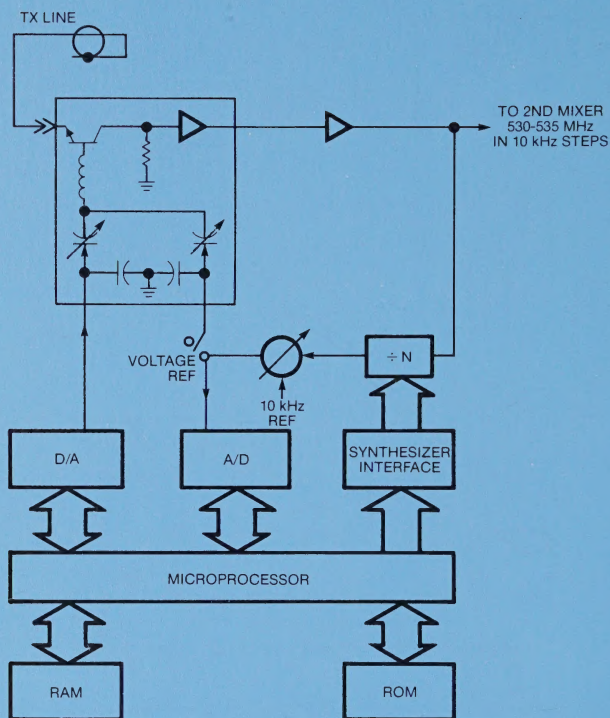 TX LINE
TO 2ND MIXER
530-535 MHz
IN 10 kHz STEPS
VOLTAGE
REF
10 kHz
REF
÷ N
D/A
A/D
SYNTHESIZER
INTERFACE
MICROPROCESSOR
RAM
ROM